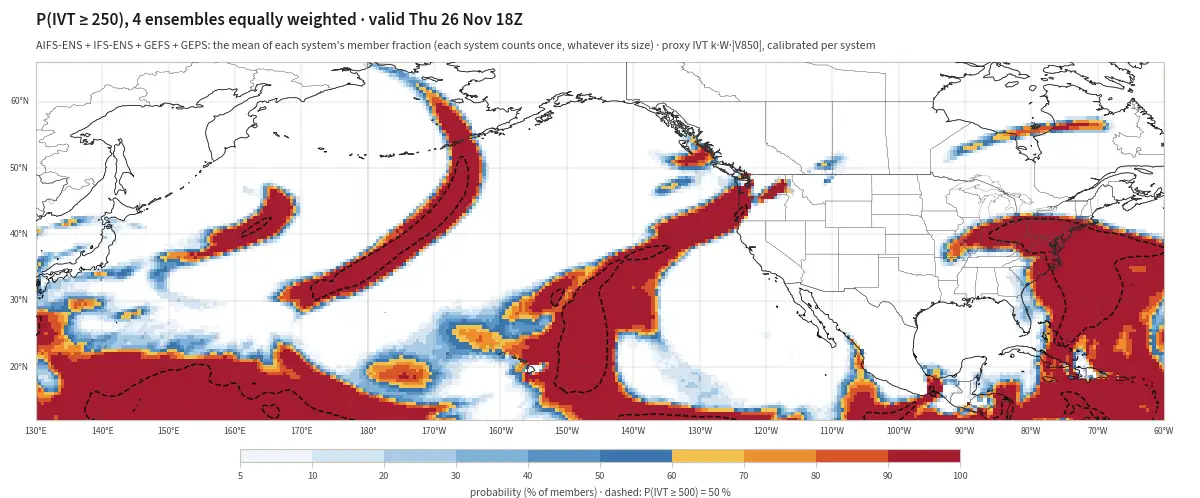 P(IVT ≥ 250), 4 ensembles equally weighted · valid Thu 26 Nov 18Z
AIFS-ENS + IFS-ENS + GEFS + GEPS: the mean of each system's member fraction (each system counts once, whatever its size) · proxy IVT k·W·|V850|, calibrated per system
60°N
50°N
40°N
30°N
20°N
130°E 140°E 150°E 160°E 170°E 180° 170°W 160°W 150°W 140°W 130°W 120°W 110°W 100°W 90°W 80°W 70°W 60°W
5 10 20 30 40 50 60 70 80 90 100
probability (% of members) · dashed: P(IVT ≥ 500) = 50 %